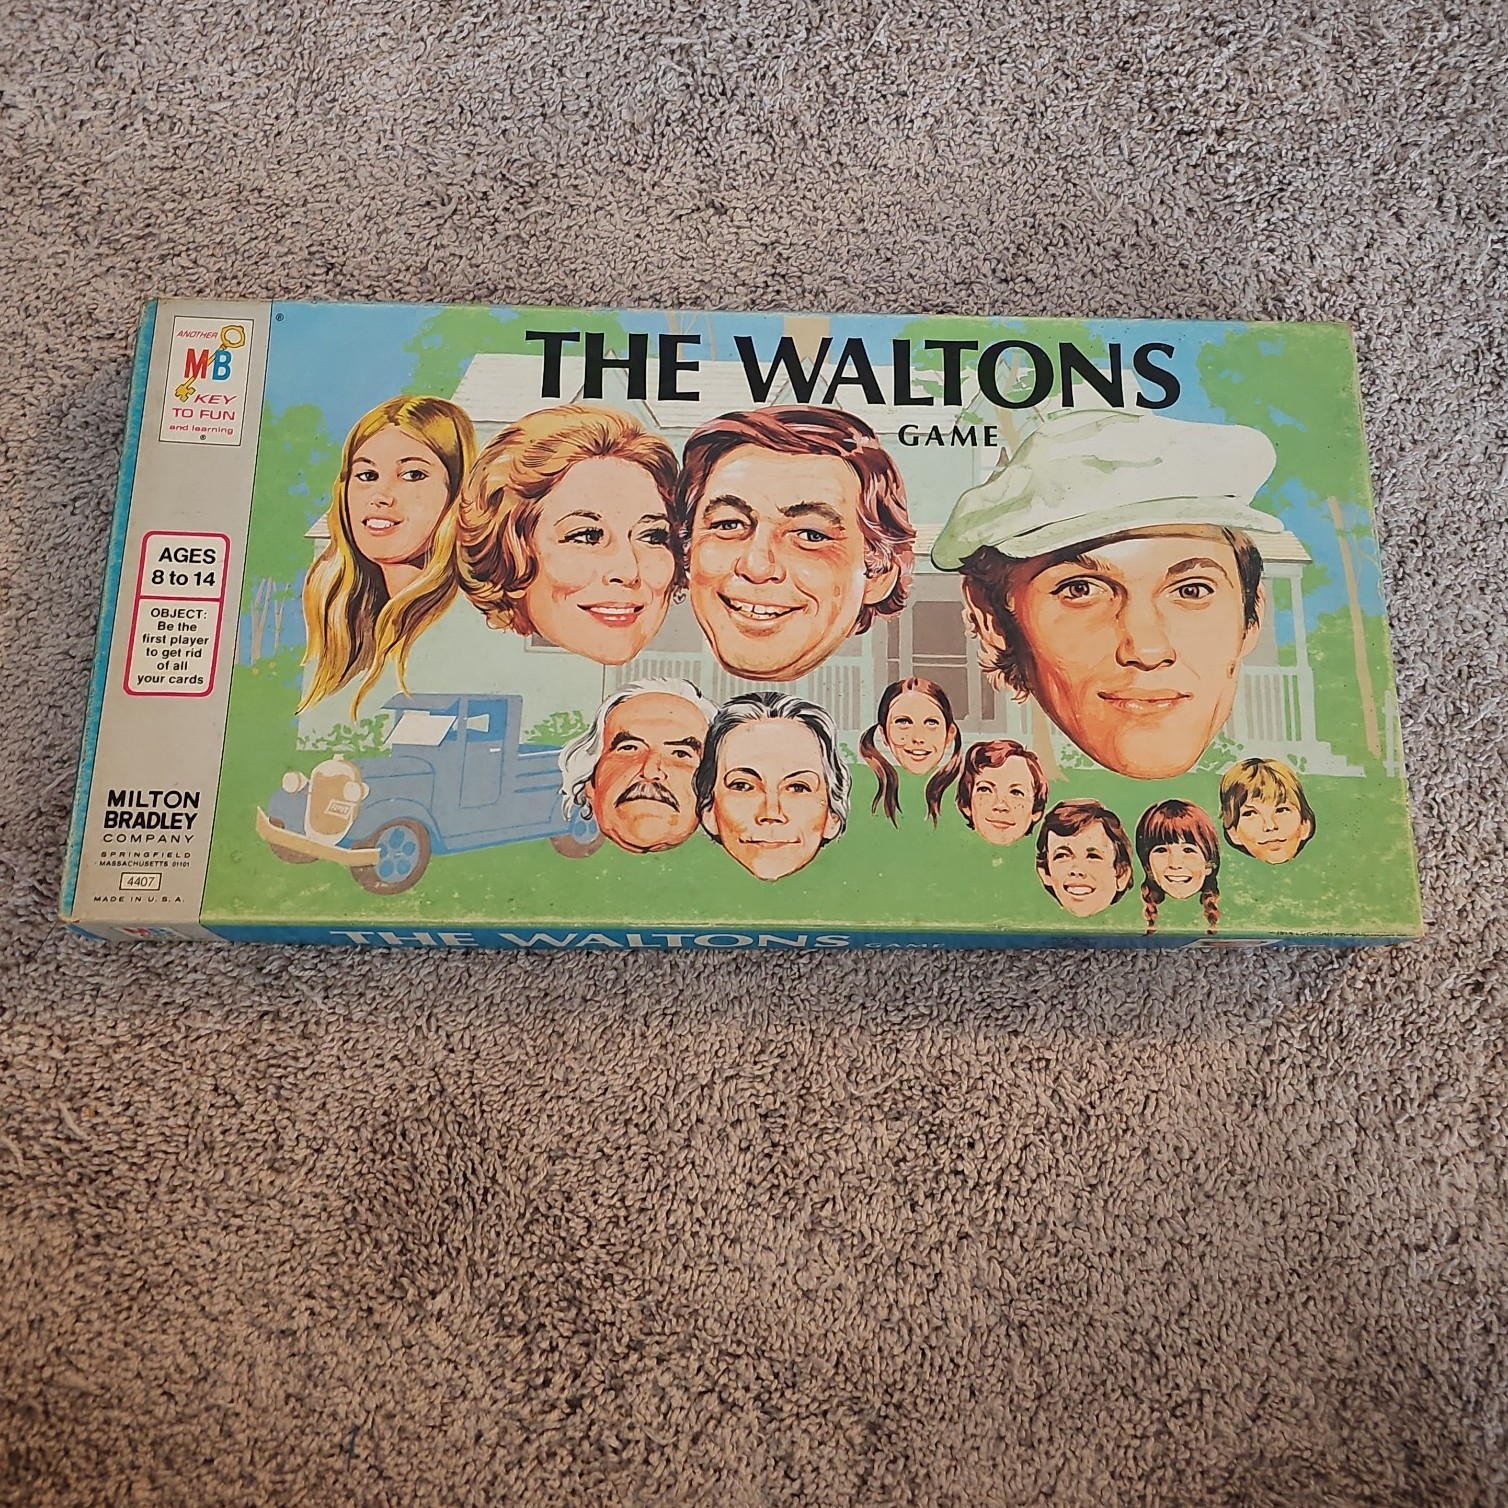 ANOTHER
MB
KEY
TO FUN
and learning
®
®
THE WALTONS
GAME
AGES
8 to 14
OBJECT:
Be the
first player
to get rid
of all
your cards
MILTON
BRADLEY
COMPANY
SPRINGFIELD
MASSACHUSETTS 01101
4407
MADE IN U.S.A.
MB
THE WALTONS GAME